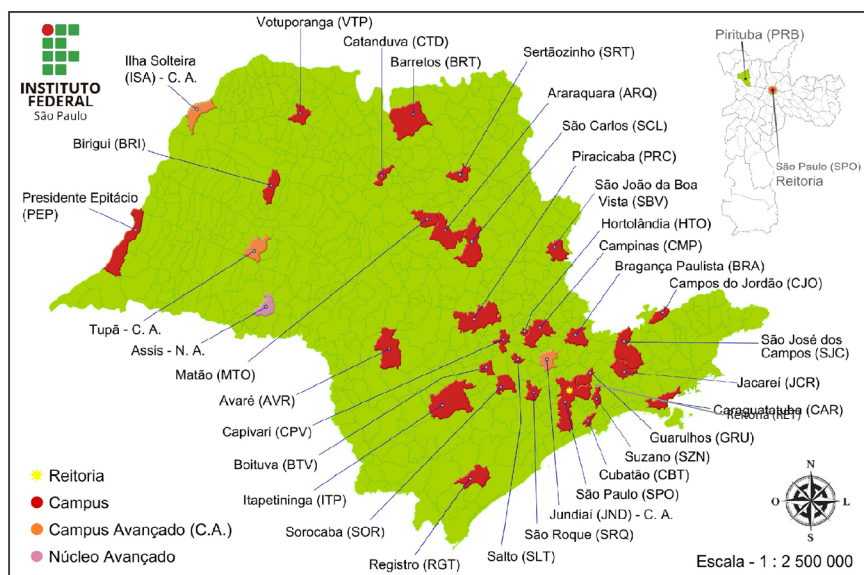 INSTITUTO
FEDERAL
São Paulo
Votuporanga (VTP)
Ilha Solteira
(ISA) - C. A.
Catanduva (CTD)
Barretos (BRT)
Sertãozinho (SRT)
Araraquara (ARQ)
São Carlos (SCL)
Piracicaba (PRC)
São João da Boa
Vista (SBV)
Hortolândia (HTO)
Campinas (CMP)
Bragança Paulista (BRA)
Campos do Jordão (CJO)
Pirituba (PRB)
São Paulo (SPO)
Reitoria
Birigui (BRI)
Presidente Epitácio
(PEP)
Tupã - C. A.
Assis - N. A.
Matão (MTO)
Avaré (AVR)
Capivari (CPV)
Boituva (BTV)
Itapetininga (ITP)
Sorocaba (SOR)
Registro (RGT)
São José dos
Campos (SJC)
Jacareí (JCR)
Caraguatatuba (CAR)
Reitoria (RET)
Guarulhos (GRU)
Suzano (SZN)
Cubatão (CBT)
São Paulo (SPO)
Jundiaí (JND) - C. A.
São Roque (SRQ)
Salto (SLT)
Reitoria
Campus
Campus Avançado (C.A.)
Núcleo Avançado
N
O
L
S
Escala - 1 : 2 500 000